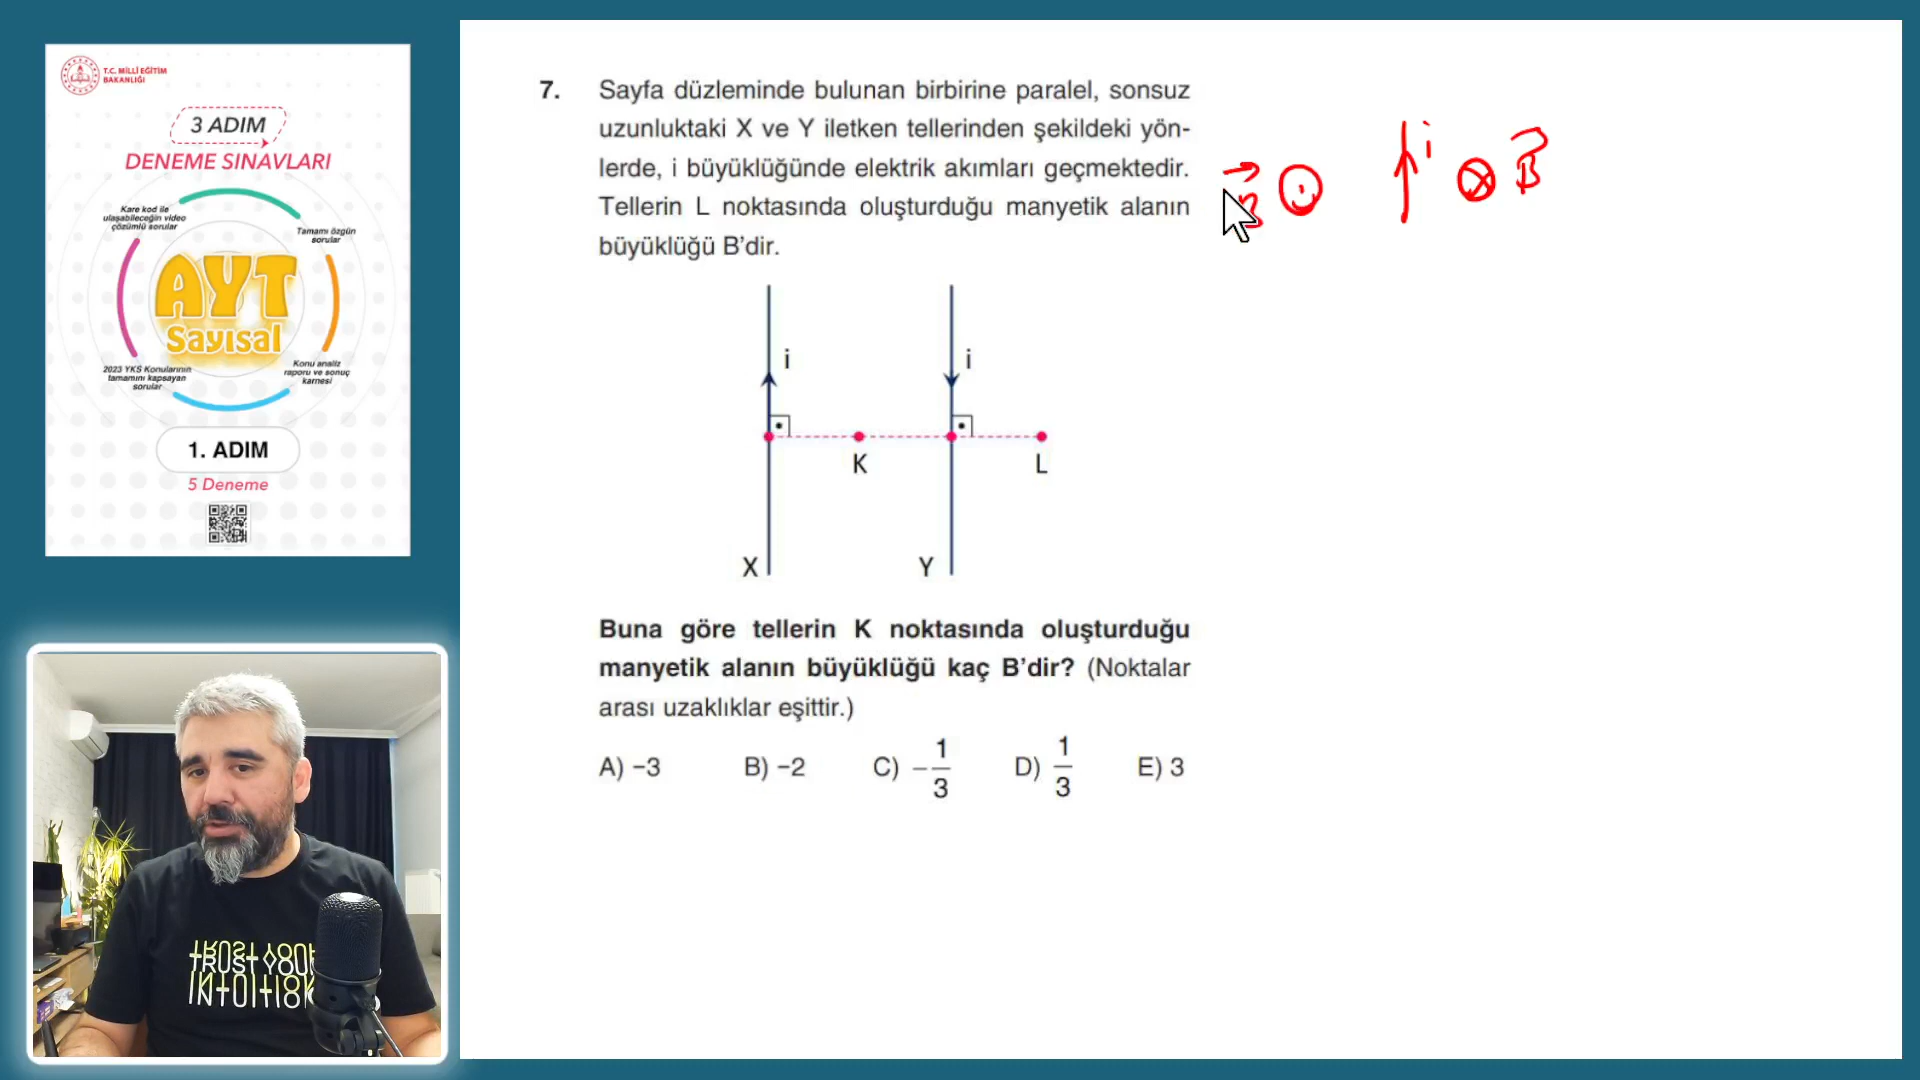 T.C. MİLLİ EĞİTİM
BAKANLIĞI
3 ADIM
DENEME SINAVLARI
Kare kod ile
ulaşabileceğin video
çözümlü sorular
Tamamı özgün
sorular
AYT
Sayısal
2023 YKS Konularının
tamamını kapsayan
sorular
Konu analiz
raporu ve sonuç
karnesi
1. ADIM
5 Deneme
7. Sayfa düzleminde bulunan birbirine paralel, sonsuz
uzunluktaki X ve Y iletken tellerinden şekildeki yön-
lerde, i büyüklüğünde elektrik akımları geçmektedir.
Tellerin L noktasında oluşturduğu manyetik alanın
büyüklüğü B'dir.
i i
K L
X Y
Buna göre tellerin K noktasında oluşturduğu
manyetik alanın büyüklüğü kaç B'dir? (Noktalar
arası uzaklıklar eşittir.)
A) −3 B) −2 C) −1/3 D) 1/3 E) 3
i B
TRUST YOUR
INTUITION